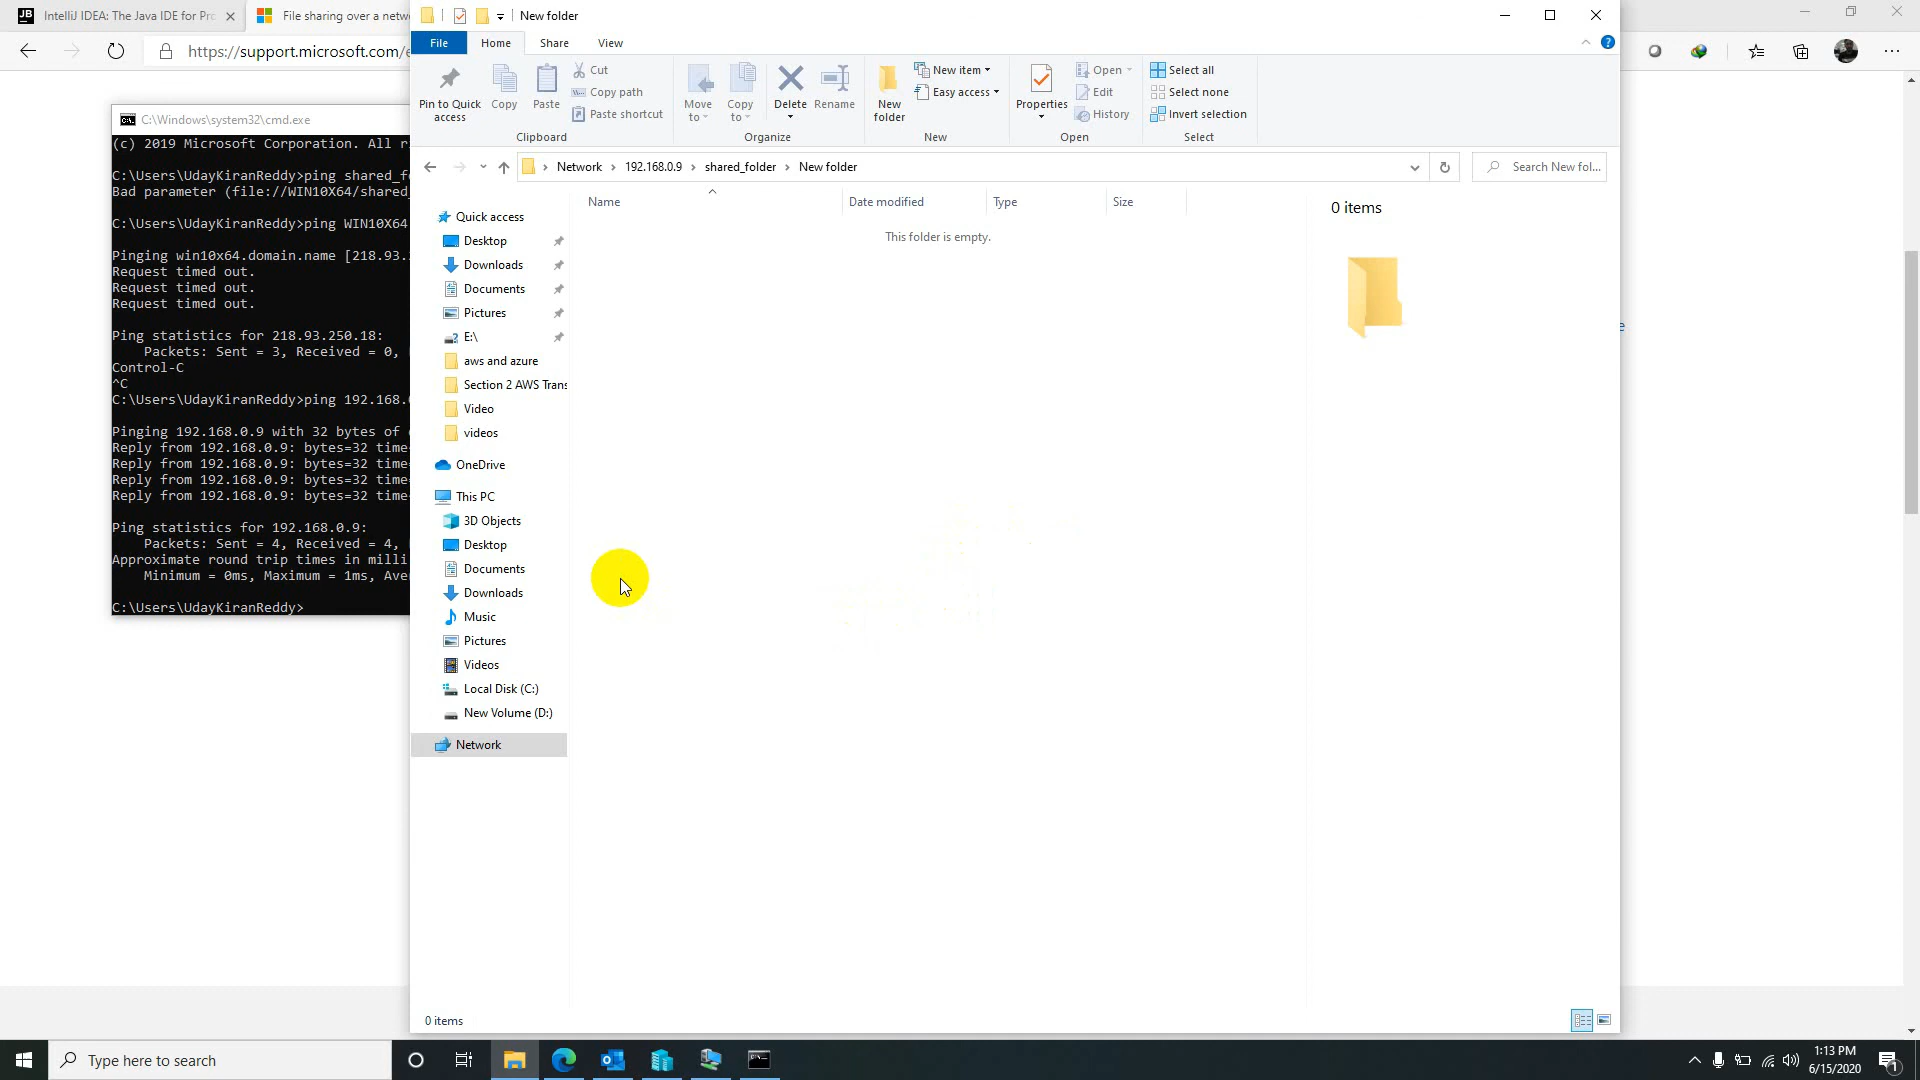 IntelliJ IDEA: The Java IDE for Pro
File sharing over a netw
https://support.microsoft.com/e
C:\Windows\system32\cmd.exe
(c) 2019 Microsoft Corporation. All ri
C:\Users\UdayKiranReddy>ping shared_fo
Bad parameter (file://WIN10X64/shared_
C:\Users\UdayKiranReddy>ping WIN10X64
Pinging win10x64.domain.name [218.93.2
Request timed out.
Request timed out.
Request timed out.
Ping statistics for 218.93.250.18:
Packets: Sent = 3, Received = 0,
Control-C
^C
C:\Users\UdayKiranReddy>ping 192.168.0
Pinging 192.168.0.9 with 32 bytes of
Reply from 192.168.0.9: bytes=32 time
Reply from 192.168.0.9: bytes=32 time
Reply from 192.168.0.9: bytes=32 time
Reply from 192.168.0.9: bytes=32 time
Ping statistics for 192.168.0.9:
Packets: Sent = 4, Received = 4,
Approximate round trip times in milli
Minimum = 0ms, Maximum = 1ms, Ave
C:\Users\UdayKiranReddy>
New folder
File Home Share View
Pin to Quick access
Copy
Paste
Cut
Copy path
Paste shortcut
Clipboard
Move to
Copy to
Delete
Rename
Organize
New folder
New item
Easy access
New
Properties
Open
Edit
History
Open
Select all
Select none
Invert selection
Select
Network > 192.168.0.9 > shared_folder > New folder
Search New fol...
Name Date modified Type Size
This folder is empty.
0 items
Quick access
Desktop
Downloads
Documents
Pictures
E:\
aws and azure
Section 2 AWS Trans
Video
videos
OneDrive
This PC
3D Objects
Desktop
Documents
Downloads
Music
Pictures
Videos
Local Disk (C:)
New Volume (D:)
Network
0 items
Type here to search
1:13 PM
6/15/2020
1